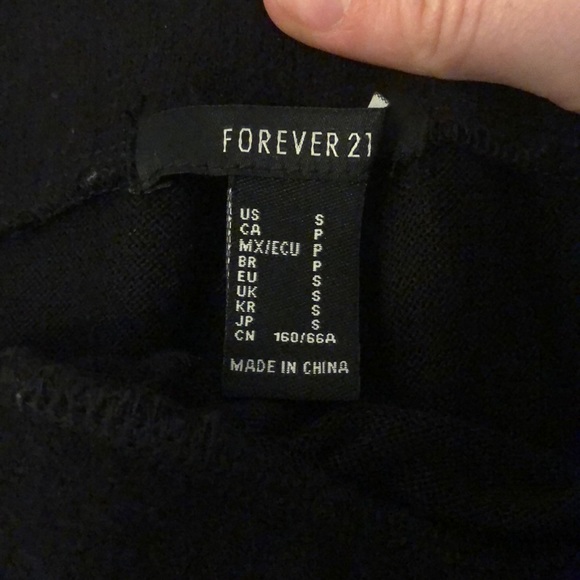 FOREVER 21
US S
CA P
MX/ECU P
BR P
EU S
UK S
KR S
JP S
CN 160/66A
MADE IN CHINA